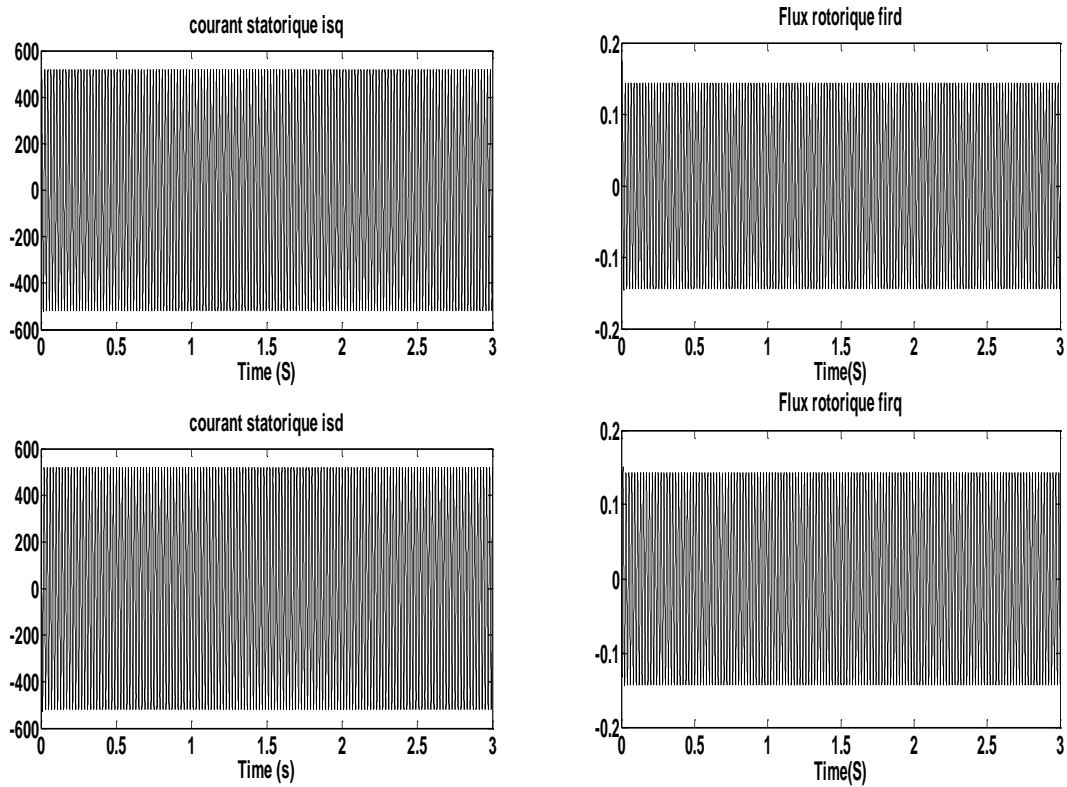 courant statorique isq
600
400
200
0
-200
-400
-600
0 0.5 1 1.5 2 2.5 3
Time (S)
Flux rotorique fird
0.2
0.1
0
-0.1
-0.2
0 0.5 1 1.5 2 2.5 3
Time(S)
courant statorique isd
600
400
200
0
-200
-400
-600
0 0.5 1 1.5 2 2.5 3
Time (s)
Flux rotorique firq
0.2
0.1
0
-0.1
-0.2
0 0.5 1 1.5 2 2.5 3
Time(S)